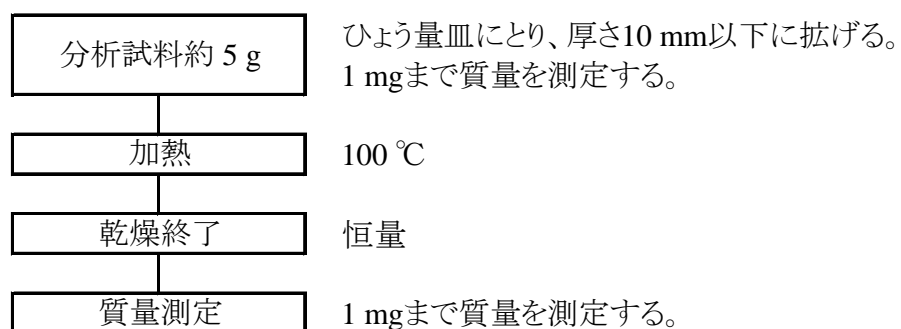 分析試料約 5 g
ひょう量皿にとり、厚さ10 mm以下に拡げる。
1 mgまで質量を測定する。
加熱
100 ℃
乾燥終了
恒量
質量測定
1 mgまで質量を測定する。